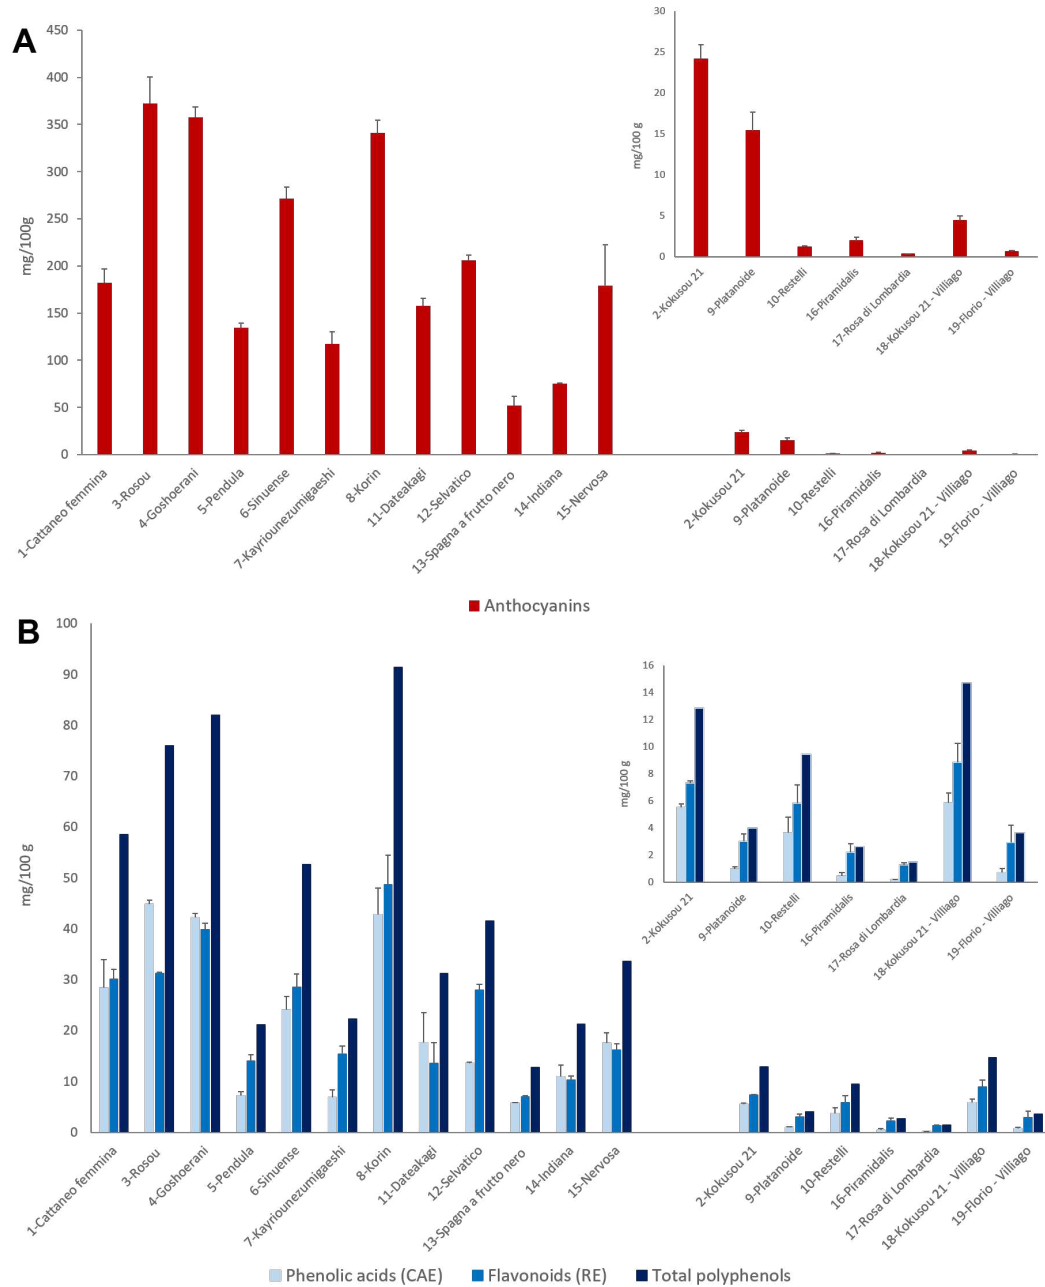 A
450
400
350
300
250
200
150
100
50
0
mg/100g
1-Cattaneo femmina
3-Rosou
4-Goshoerani
5-Pendula
6-Sinuense
7-Kayriounezumigaeshi
8-Korin
11-Dateakagi
12-Selvatico
13-Spagna a frutto nero
14-Indiana
15-Nervosa
2-Kokusou 21
9-Platanoide
10-Restelli
16-Piramidalis
17-Rosa di Lombardia
18-Kokusou 21 - Villiago
19-Florio - Villiago
30
25
20
15
10
5
0
mg/100 g
2-Kokusou 21
9-Platanoide
10-Restelli
16-Piramidalis
17-Rosa di Lombardia
18-Kokusou 21 - Villiago
19-Florio - Villiago
Anthocyanins
B
100
90
80
70
60
50
40
30
20
10
0
mg/100 g
1-Cattaneo femmina
3-Rosou
4-Goshoerani
5-Pendula
6-Sinuense
7-Kayriounezumigaeshi
8-Korin
11-Dateakagi
12-Selvatico
13-Spagna a frutto nero
14-Indiana
15-Nervosa
2-Kokusou 21
9-Platanoide
10-Restelli
16-Piramidalis
17-Rosa di Lombardia
18-Kokusou 21 - Villiago
19-Florio - Villiago
16
14
12
10
8
6
4
2
0
mg/100 g
2-Kokusou 21
9-Platanoide
10-Restelli
16-Piramidalis
17-Rosa di Lombardia
18-Kokusou 21 - Villiago
19-Florio - Villiago
Phenolic acids (CAE) Flavonoids (RE) Total polyphenols